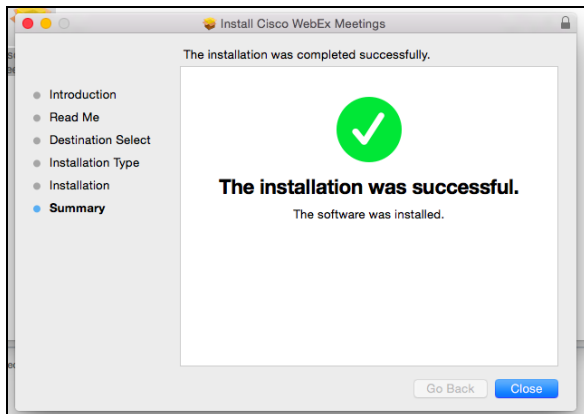 Install Cisco WebEx Meetings
The installation was completed successfully.
Introduction
Read Me
Destination Select
Installation Type
Installation
Summary
The installation was successful.
The software was installed.
Go Back
Close